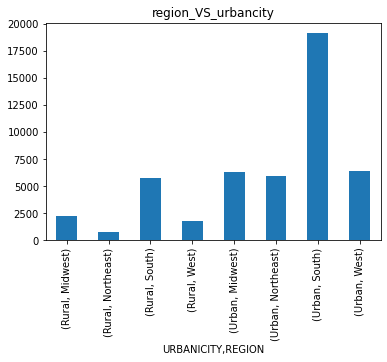 region_VS_urbancity
20000
17500
15000
12500
10000
7500
5000
2500
0
(Rural, Midwest)
(Rural, Northeast)
(Rural, South)
(Rural, West)
(Urban, Midwest)
(Urban, Northeast)
(Urban, South)
(Urban, West)
URBANICITY,REGION